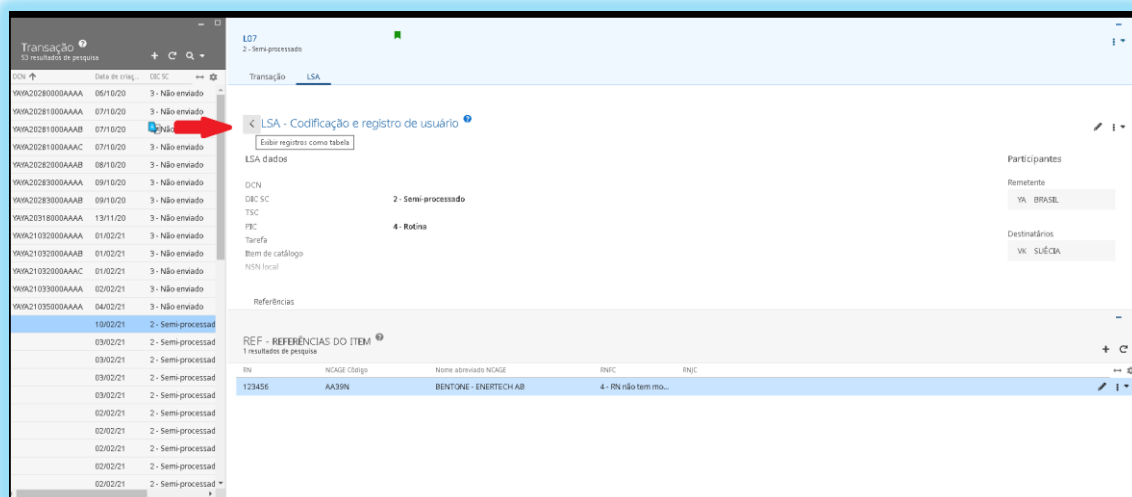 Transação
53 resultados de pesquisa
DCN Data de criaç... DIC SC
YAYA20280000AAAA 06/10/20 3 - Não enviado
YAYA20281000AAAA 07/10/20 3 - Não enviado
YAYA20281000AAAB 07/10/20 Não
YAYA20281000AAAC 07/10/20 3 - Não enviado
YAYA20282000AAAB 08/10/20 3 - Não enviado
YAYA20283000AAAA 09/10/20 3 - Não enviado
YAYA20283000AAAB 09/10/20 3 - Não enviado
YAYA20318000AAAA 13/11/20 3 - Não enviado
YAYA21032000AAAA 01/02/21 3 - Não enviado
YAYA21032000AAAB 01/02/21 3 - Não enviado
YAYA21032000AAAC 01/02/21 3 - Não enviado
YAYA21033000AAAA 02/02/21 3 - Não enviado
YAYA21035000AAAA 04/02/21 3 - Não enviado
10/02/21 2 - Semi-processad
03/02/21 2 - Semi-processad
03/02/21 2 - Semi-processad
03/02/21 2 - Semi-processad
03/02/21 2 - Semi-processad
02/02/21 2 - Semi-processad
02/02/21 2 - Semi-processad
02/02/21 2 - Semi-processad
02/02/21 2 - Semi-processad
02/02/21 2 - Semi-processad
L07
2 - Semi-processado
Transação LSA
LSA - Codificação e registro de usuário
Exibir registros como tabela
LSA dados
DCN
DIC SC 2 - Semi-processado
TSC
PIC 4 - Rotina
Tarefa
Item de catálogo
NSN local
Referências
Participantes
Remetente
YA BRASIL
Destinatários
VK SUÉCIA
REF - REFERÊNCIAS DO ITEM
1 resultados de pesquisa
RN NCAGE Código Nome abreviado NCAGE RNFC RNJC
123456 AA39N BENTONE - ENERTECH AB 4 - RN não tem mo...